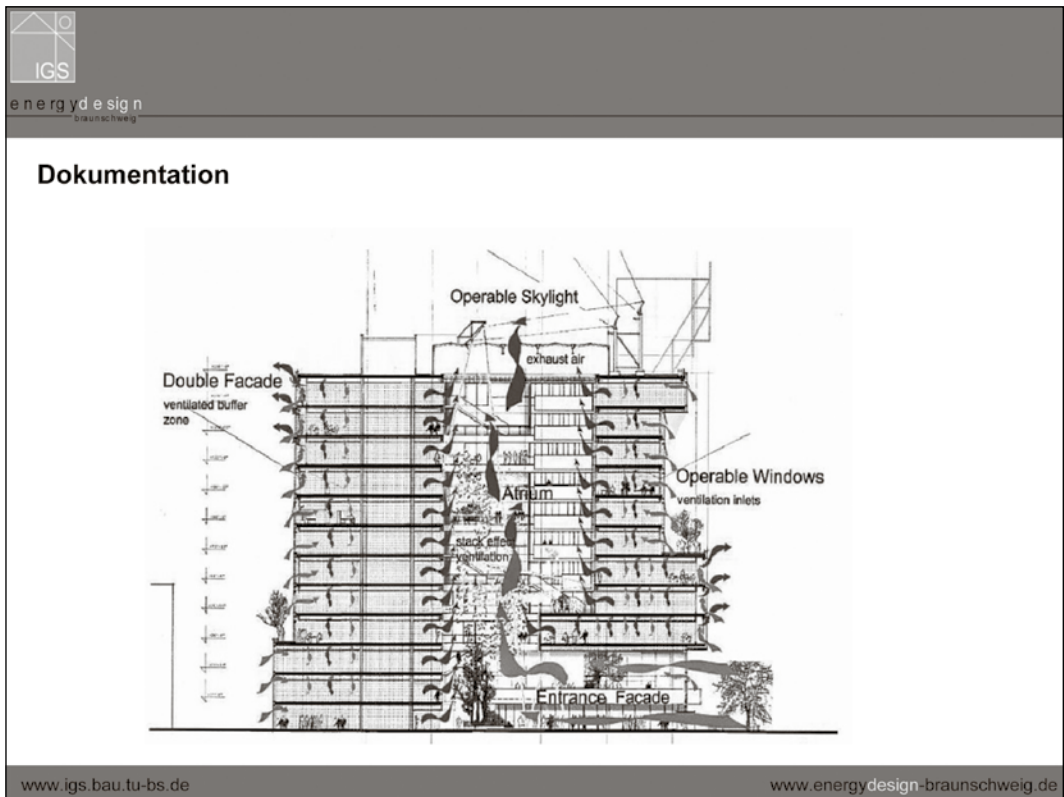 IGS
energydesign
braunschweig
Dokumentation
Operable Skylight
exhaust air
Double Facade
ventilated buffer
zone
Operable Windows
ventilation inlets
Atrium
stack effect
ventilation
Entrance Facade
www.igs.bau.tu-bs.de
www.energydesign-braunschweig.de